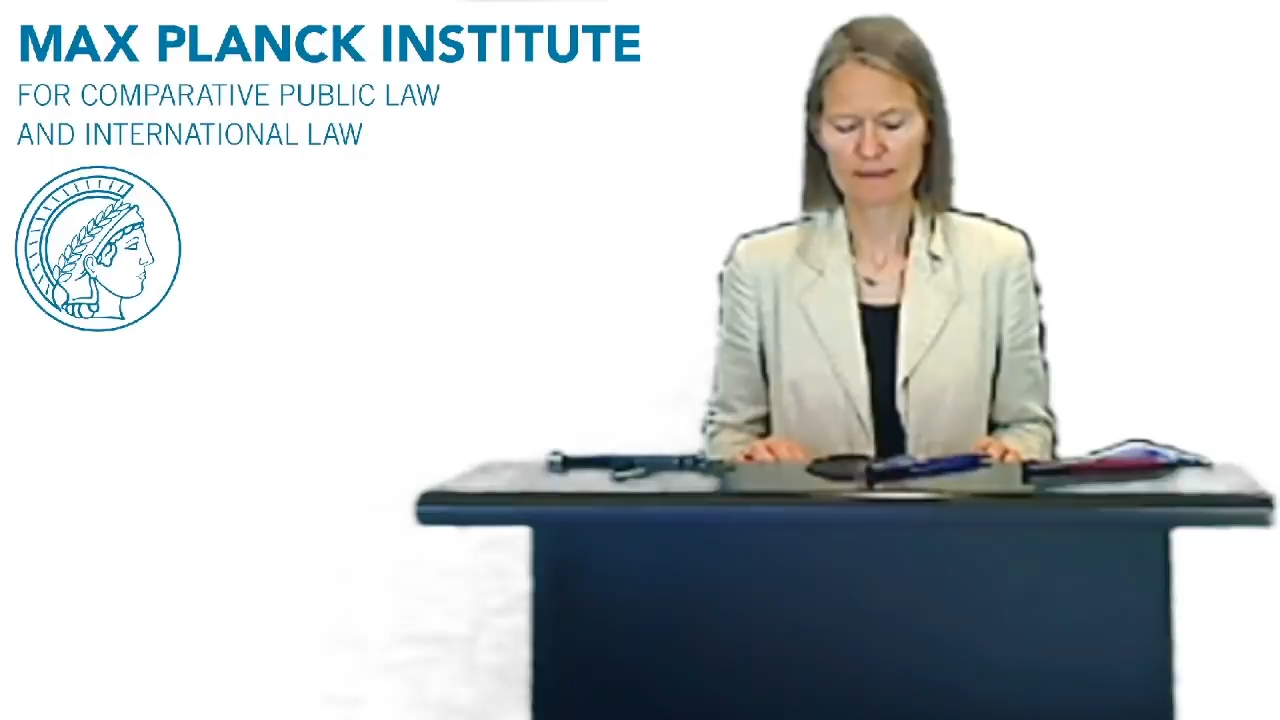 MAX PLANCK INSTITUTE
FOR COMPARATIVE PUBLIC LAW
AND INTERNATIONAL LAW